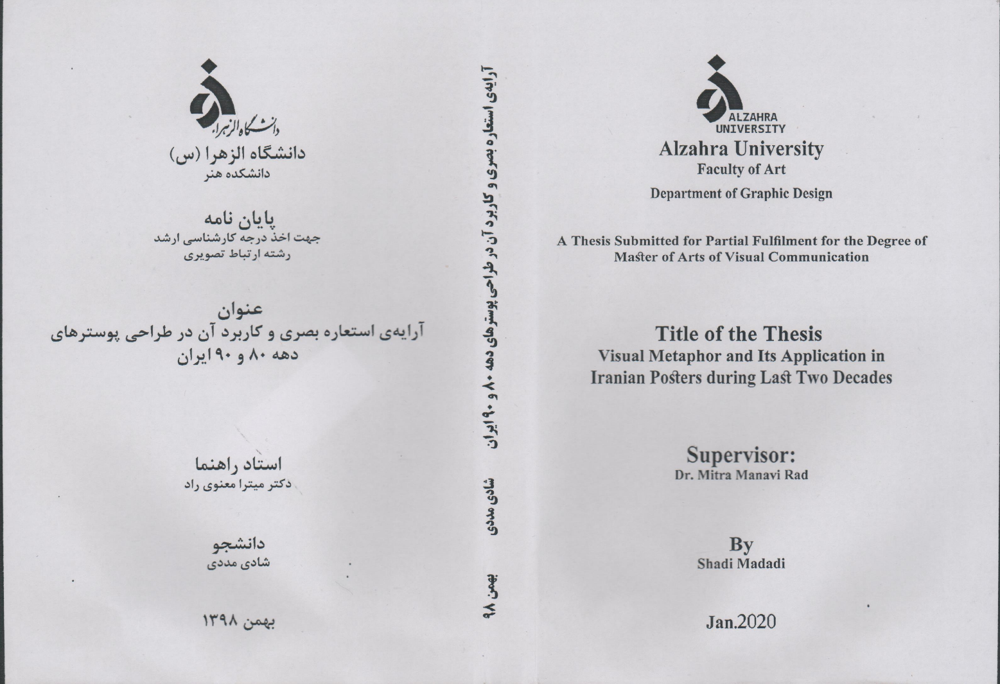 دانشگاه الزهراء
دانشگاه الزهرا (س)
دانشکده هنر
پایان نامه
جهت اخذ درجه کارشناسی ارشد
رشته ارتباط تصویری
عنوان
آرایه‌ی استعاره بصری و کاربرد آن در طراحی پوسترهای
دهه ۸۰ و ۹۰ ایران
استاد راهنما
دکتر میترا معنوی راد
دانشجو
شادی مددی
بهمن ۱۳۹۸
آرایه‌ی استعاره بصری و کاربرد آن در طراحی پوسترهای دهه ۸۰ و ۹۰ ایران شادی مددی بهمن ۹۸
ALZAHRA
UNIVERSITY
Alzahra University
Faculty of Art
Department of Graphic Design
A Thesis Submitted for Partial Fulfilment for the Degree of
Master of Arts of Visual Communication
Title of the Thesis
Visual Metaphor and Its Application in
Iranian Posters during Last Two Decades
Supervisor:
Dr. Mitra Manavi Rad
By
Shadi Madadi
Jan.2020